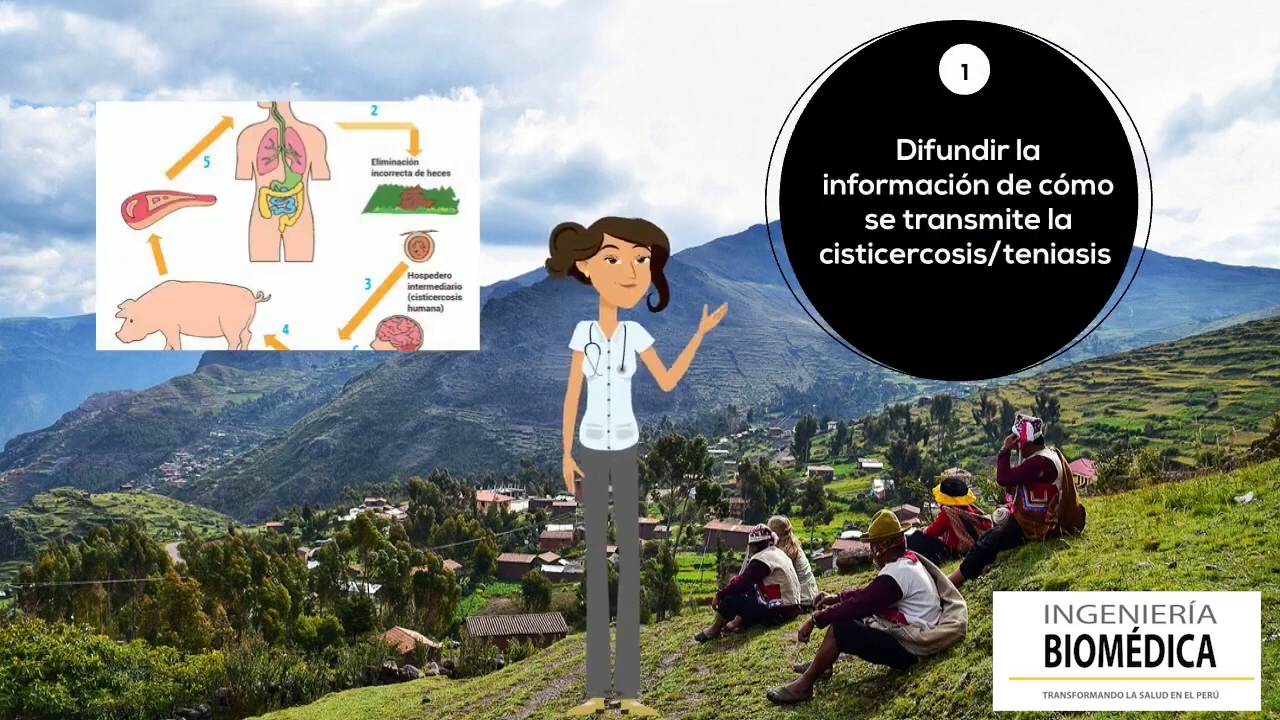 2
5
Eliminación
incorrecta de heces
Hospedero
intermediario
(cisticercosis
humana)
3
4
1
Difundir la
información de cómo
se transmite la
cisticercosis/teniasis
INGENIERÍA
BIOMÉDICA
TRANSFORMANDO LA SALUD EN EL PERÚ